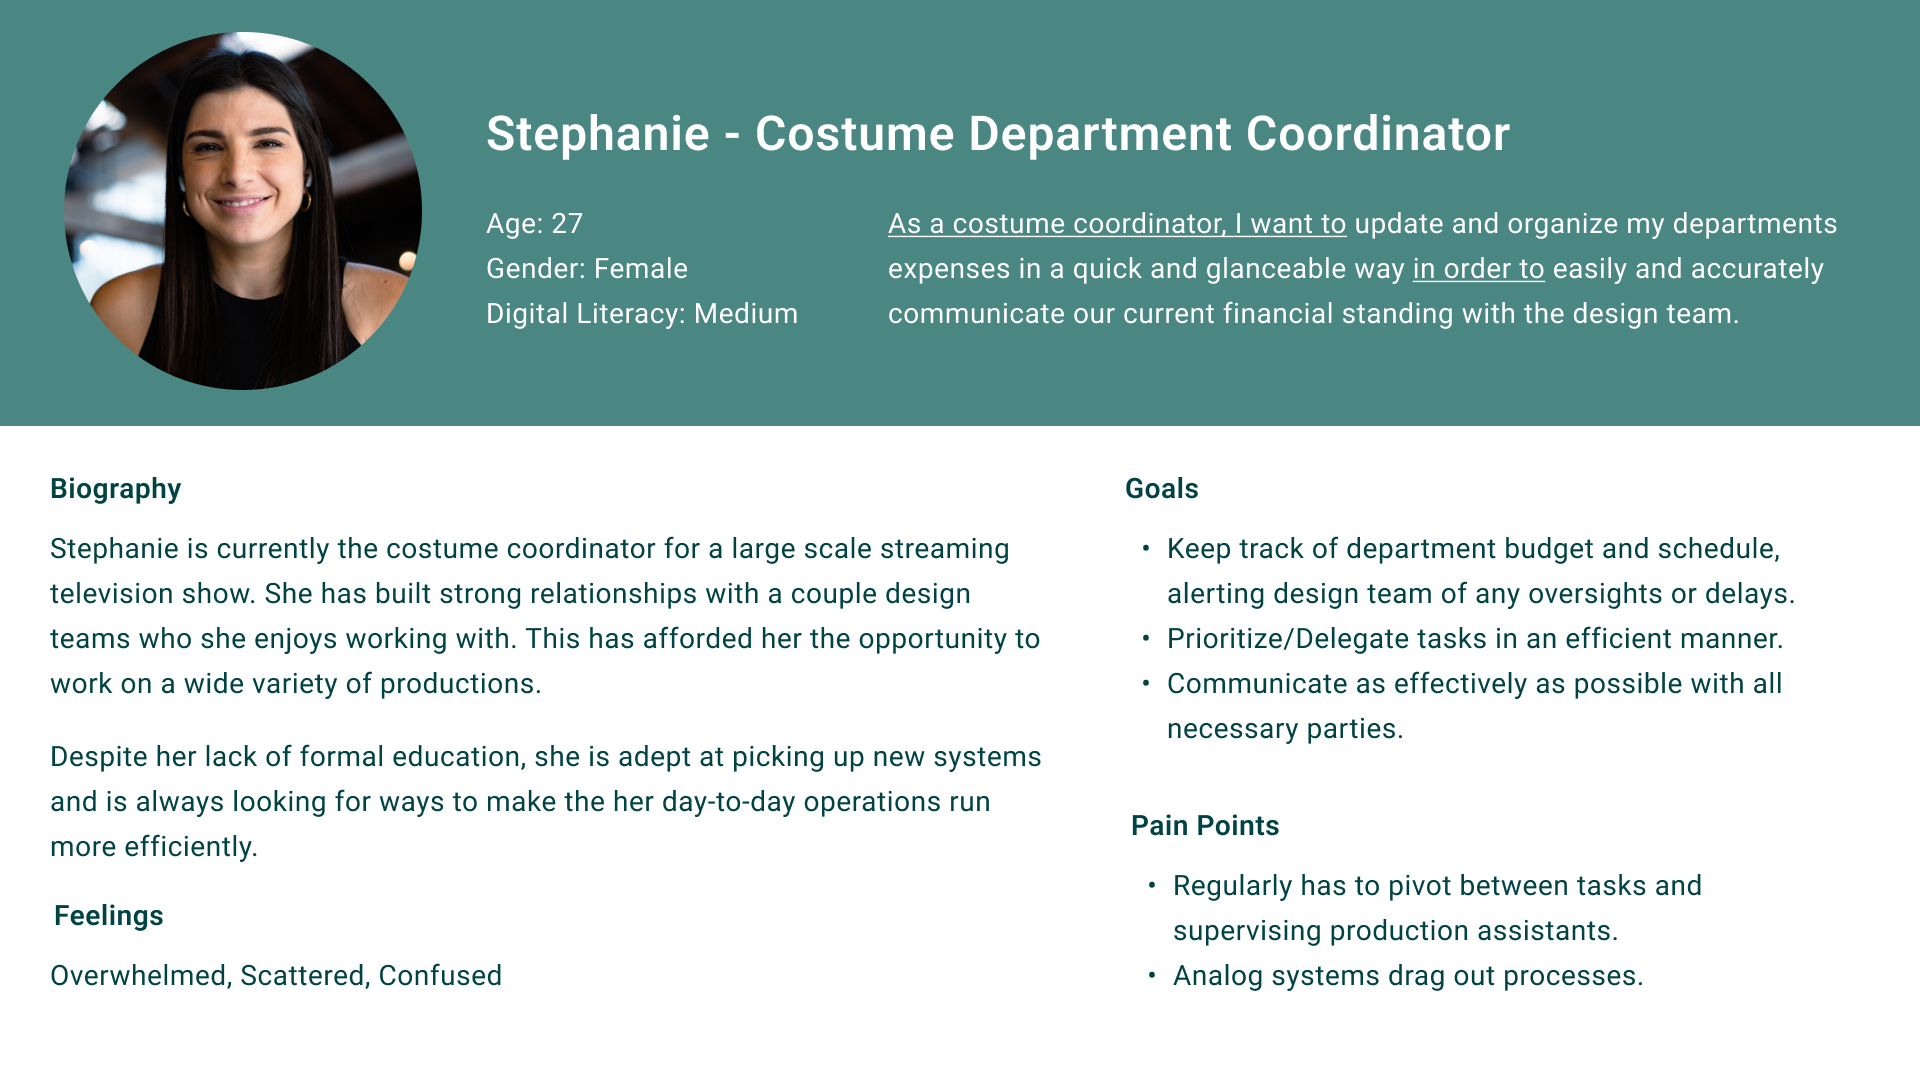 Stephanie - Costume Department Coordinator
Age: 27
Gender: Female
Digital Literacy: Medium
As a costume coordinator, I want to update and organize my departments
expenses in a quick and glanceable way in order to easily and accurately
communicate our current financial standing with the design team.
Biography
Stephanie is currently the costume coordinator for a large scale streaming
television show. She has built strong relationships with a couple design
teams who she enjoys working with. This has afforded her the opportunity to
work on a wide variety of productions.
Despite her lack of formal education, she is adept at picking up new systems
and is always looking for ways to make the her day-to-day operations run
more efficiently.
Feelings
Overwhelmed, Scattered, Confused
Goals
• Keep track of department budget and schedule,
alerting design team of any oversights or delays.
• Prioritize/Delegate tasks in an efficient manner.
• Communicate as effectively as possible with all
necessary parties.
Pain Points
• Regularly has to pivot between tasks and
supervising production assistants.
• Analog systems drag out processes.